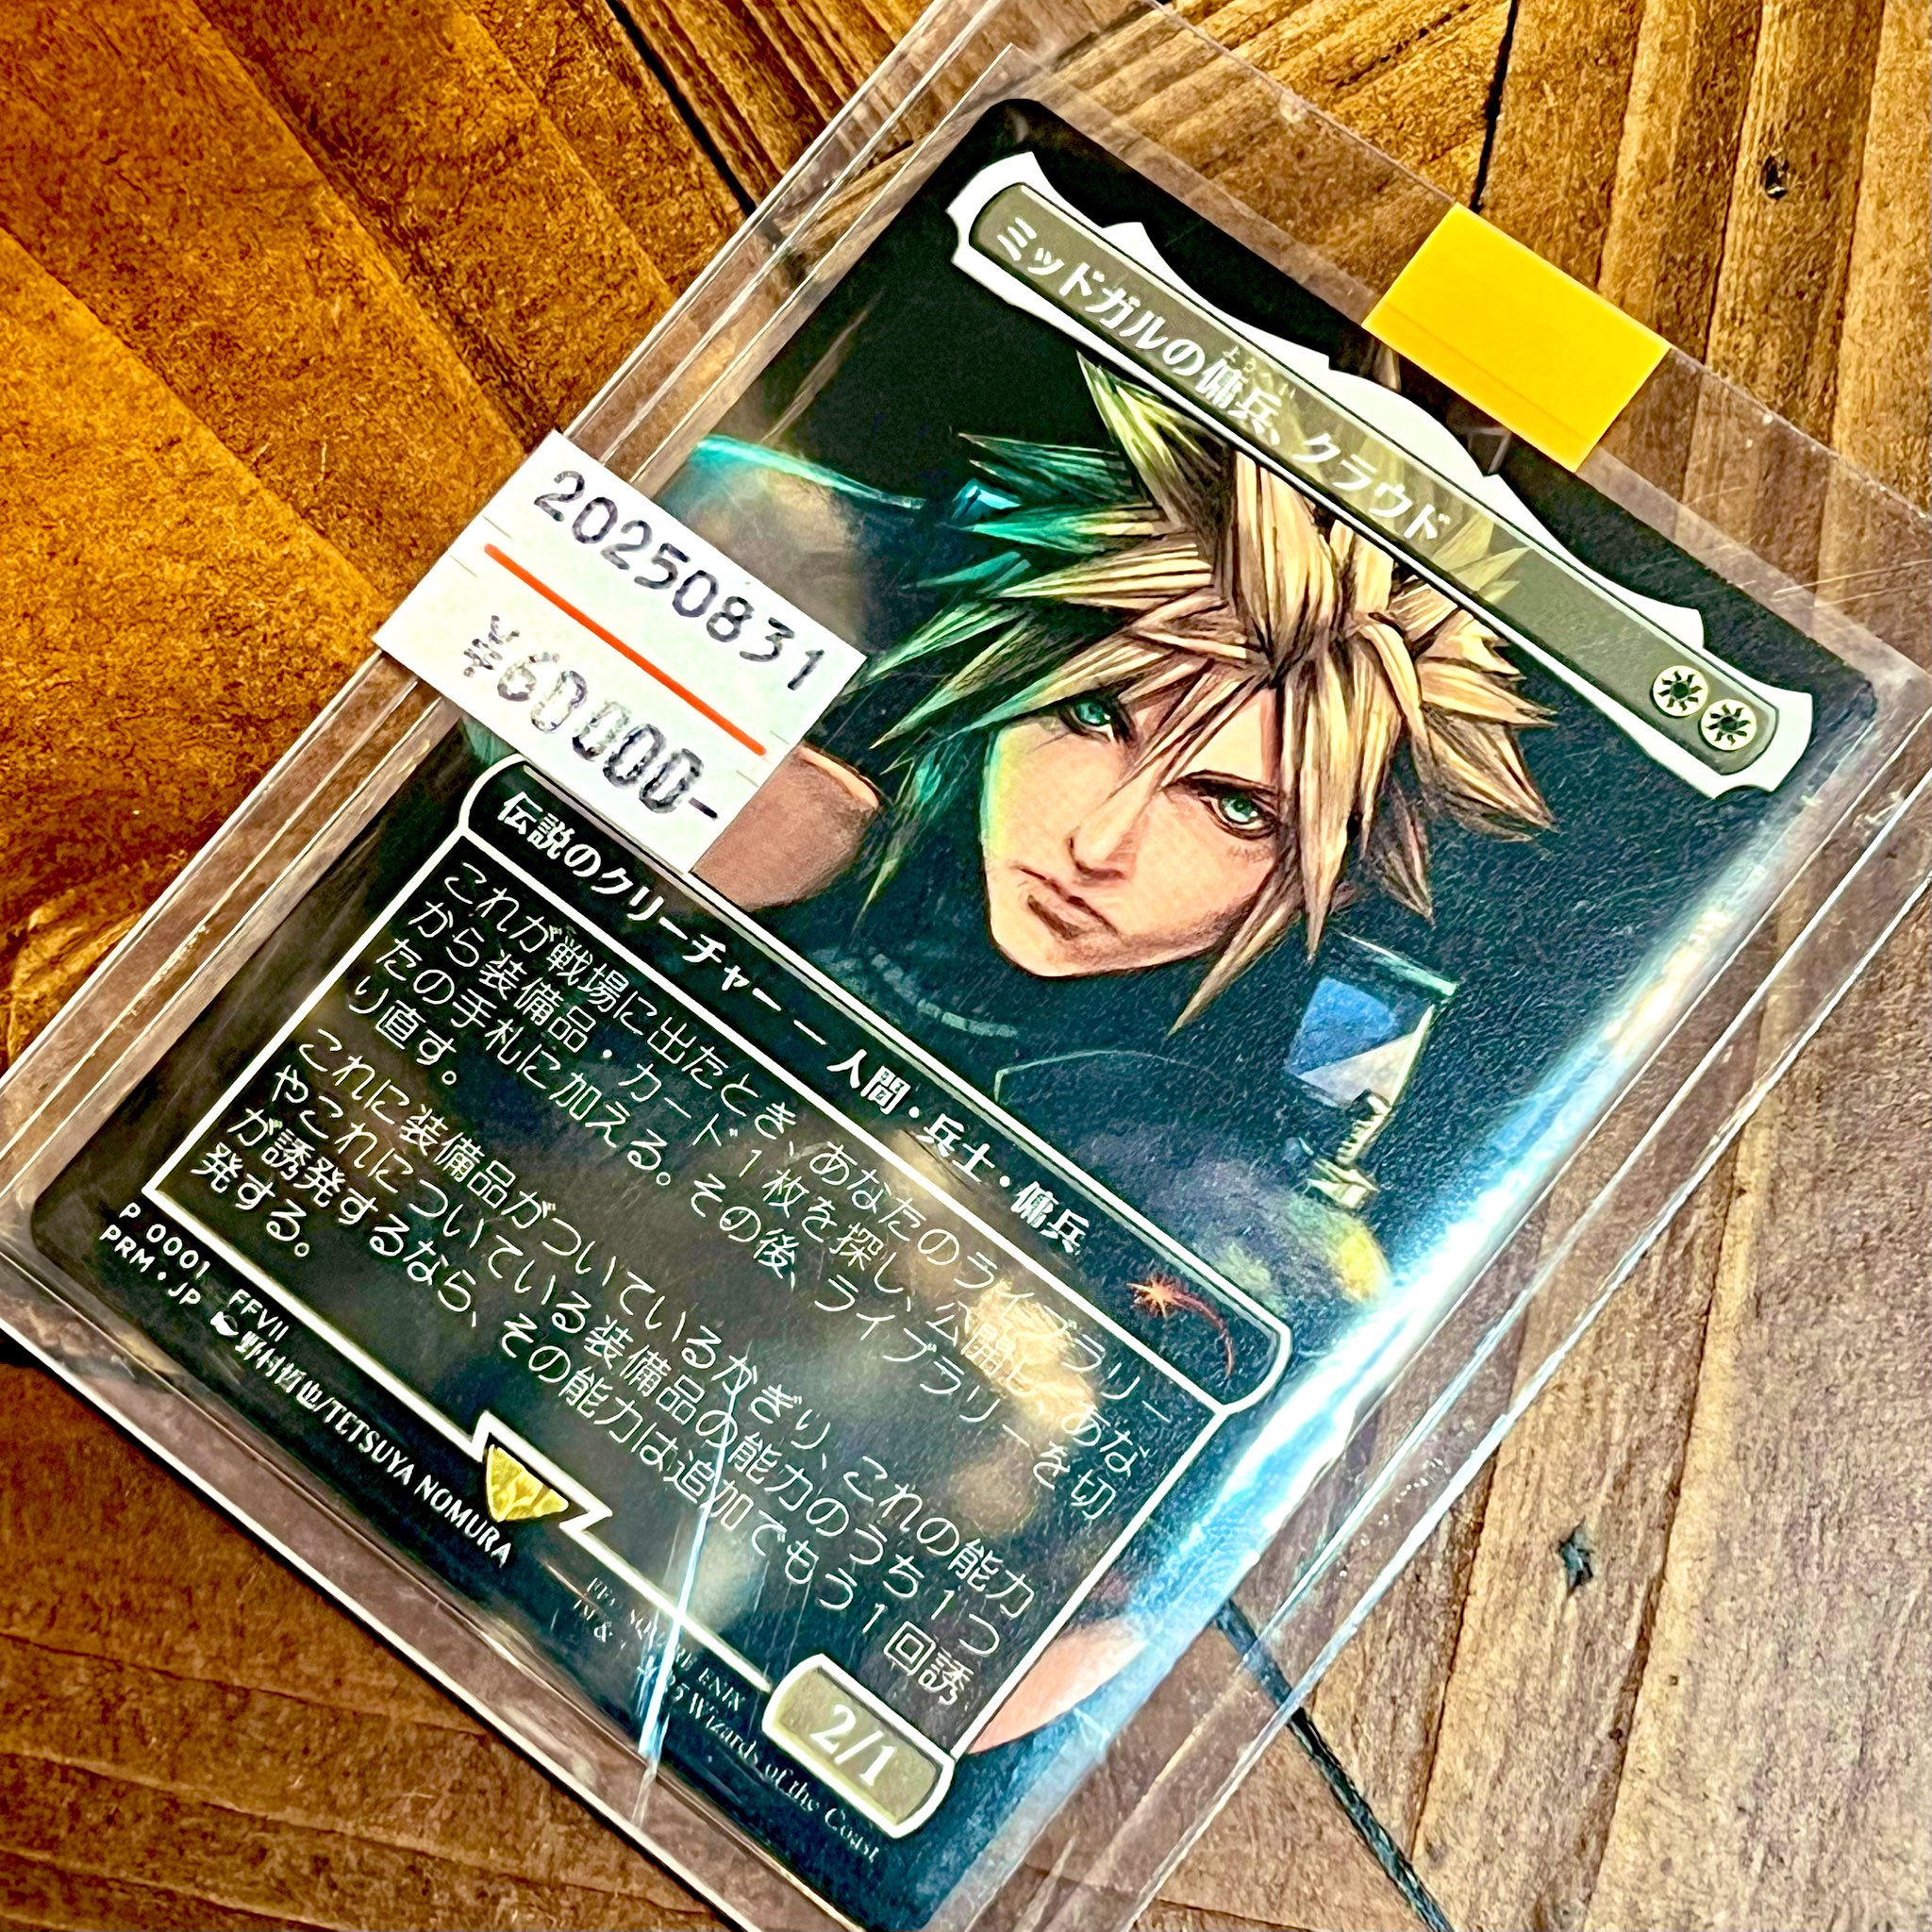 ミッドガルの傭兵、クラウド
ようへい
20250831
¥60000-
伝説のクリーチャー — 人間・兵士・傭兵
これが戦場に出たとき、あなたのライブラリー
から装備品・カード１枚を探し、公開し、あな
たの手札に加える。その後、ライブラリーを切
り直す。
これに装備品がついているかぎり、これの能力
やこれについている装備品の能力のうち１つ
が誘発するなら、その能力は追加でもう１回誘
発する。
2/1
P 0001 FFVII
PRM • JP 野村哲也/TETSUYA NOMURA
SQUARE ENIX
TM & 2025 Wizards of the Coast